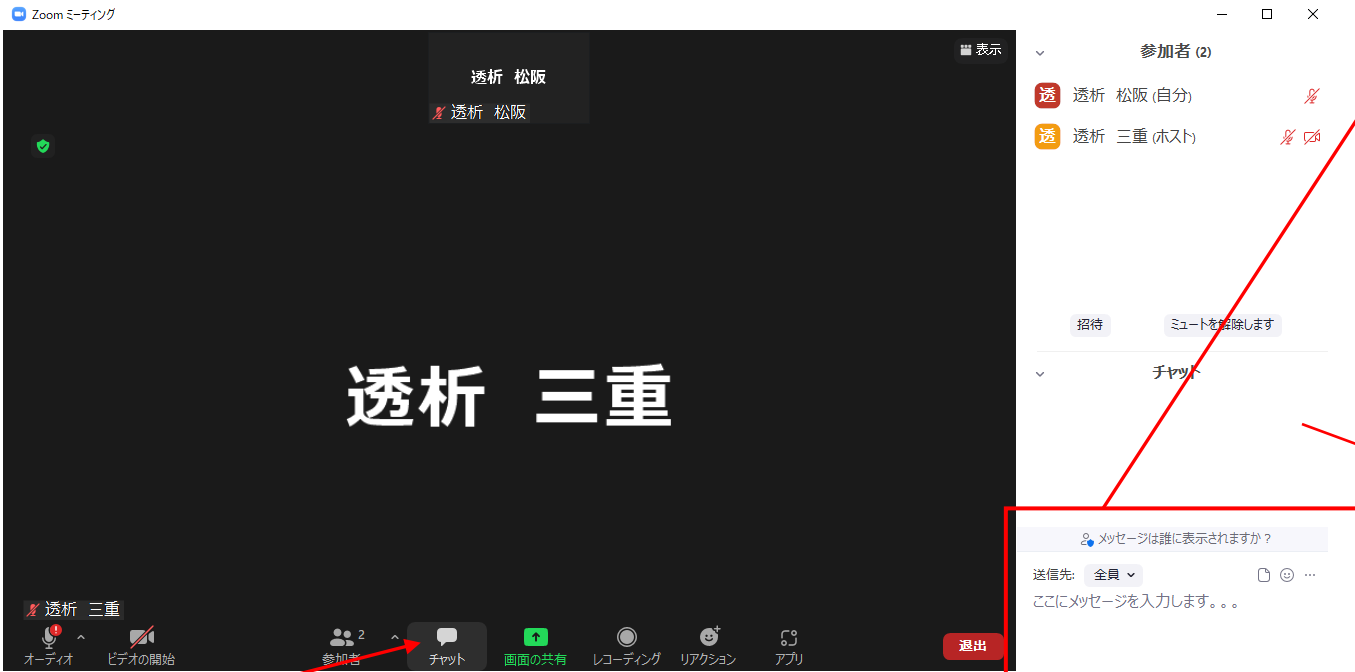 Zoom ミーティング
透析 松阪
透析 松阪
表示
透析 三重
透析 三重
オーディオ
ビデオの開始
2
参加者
チャット
画面の共有
レコーディング
リアクション
アプリ
退出
参加者 (2)
透 透析 松阪 (自分)
透 透析 三重 (ホスト)
招待 ミュートを解除します
チャット
メッセージは誰に表示されますか？
送信先: 全員
ここにメッセージを入力します。。。